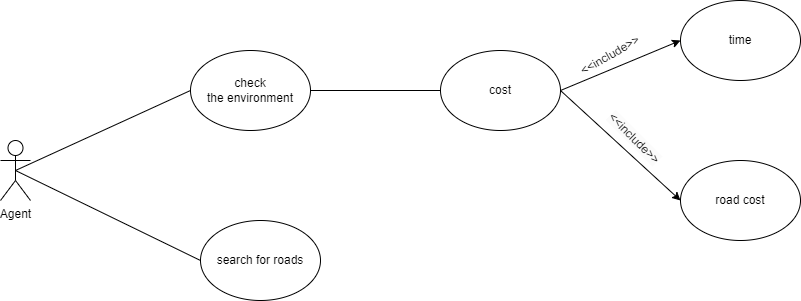 time
<<include>>
check
the environment
cost
<<include>>
Agent
road cost
search for roads